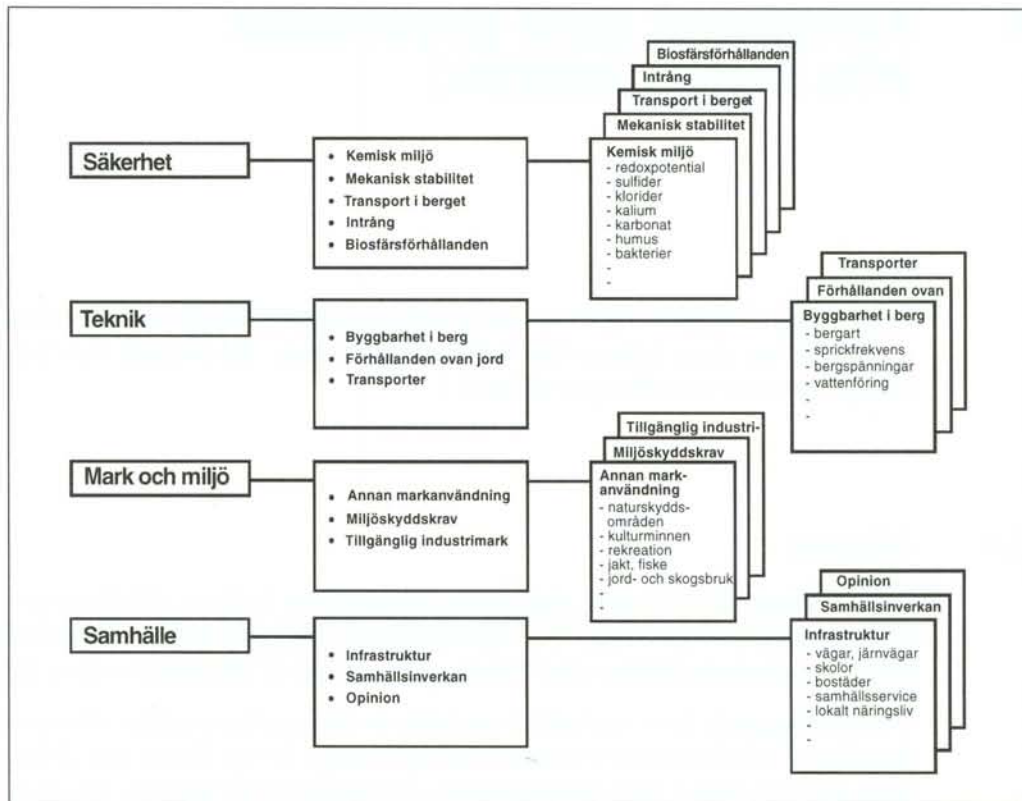 Säkerhet
• Kemisk miljö
• Mekanisk stabilitet
• Transport i berget
• Intrång
• Biosfärsförhållanden
Biosfärsförhållanden
Intrång
Transport i berget
Mekanisk stabilitet
Kemisk miljö
- redoxpotential
- sulfider
- klorider
- kalium
- karbonat
- humus
- bakterier
-
-
Teknik
• Byggbarhet i berg
• Förhållanden ovan jord
• Transporter
Transporter
Förhållanden ovan
Byggbarhet i berg
- bergart
- sprickfrekvens
- bergspänningar
- vattenföring
-
-
Mark och miljö
• Annan markanvändning
• Miljöskyddskrav
• Tillgänglig industrimark
Tillgänglig industri-
Miljöskyddskrav
Annan mark-
användning
- naturskydds-
områden
- kulturminnen
- rekreation
- jakt, fiske
- jord- och skogsbruk
-
-
Samhälle
• Infrastruktur
• Samhällsinverkan
• Opinion
Opinion
Samhällsinverkan
Infrastruktur
- vägar, järnvägar
- skolor
- bostäder
- samhällsservice
- lokalt näringsliv
-
-